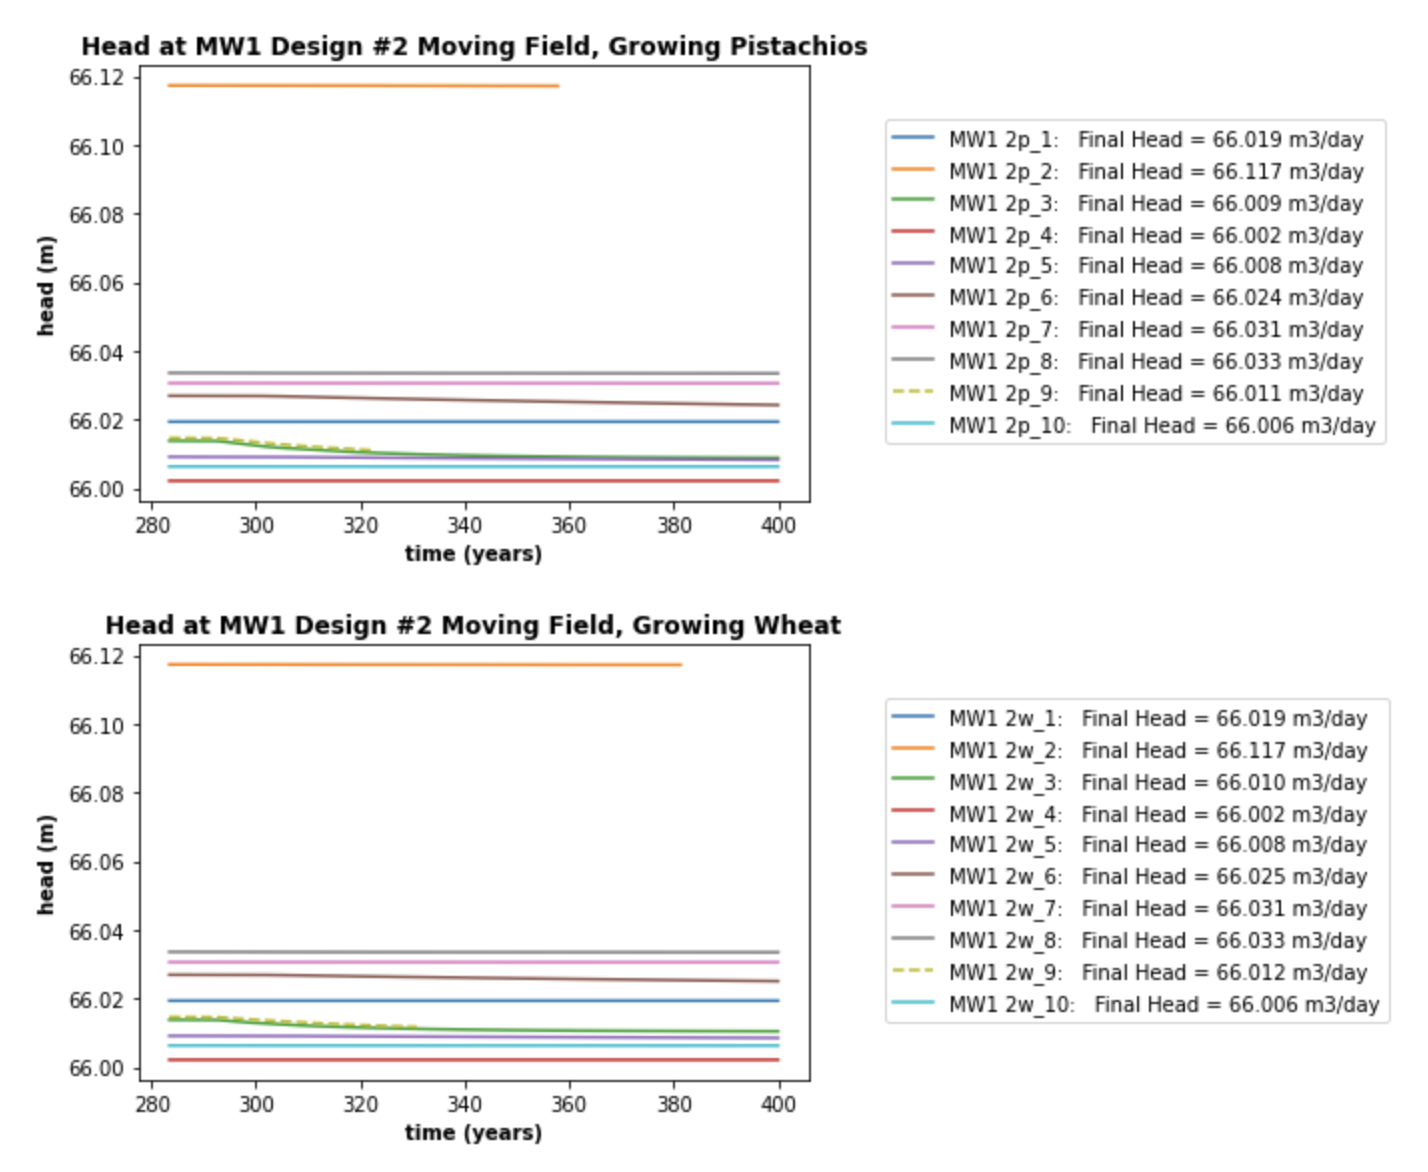 Head at MW1 Design #2 Moving Field, Growing Pistachios
66.12
66.10
66.08
66.06
66.04
66.02
66.00
head (m)
280 300 320 340 360 380 400
time (years)
MW1 2p_1: Final Head = 66.019 m3/day
MW1 2p_2: Final Head = 66.117 m3/day
MW1 2p_3: Final Head = 66.009 m3/day
MW1 2p_4: Final Head = 66.002 m3/day
MW1 2p_5: Final Head = 66.008 m3/day
MW1 2p_6: Final Head = 66.024 m3/day
MW1 2p_7: Final Head = 66.031 m3/day
MW1 2p_8: Final Head = 66.033 m3/day
MW1 2p_9: Final Head = 66.011 m3/day
MW1 2p_10: Final Head = 66.006 m3/day
Head at MW1 Design #2 Moving Field, Growing Wheat
66.12
66.10
66.08
66.06
66.04
66.02
66.00
head (m)
280 300 320 340 360 380 400
time (years)
MW1 2w_1: Final Head = 66.019 m3/day
MW1 2w_2: Final Head = 66.117 m3/day
MW1 2w_3: Final Head = 66.010 m3/day
MW1 2w_4: Final Head = 66.002 m3/day
MW1 2w_5: Final Head = 66.008 m3/day
MW1 2w_6: Final Head = 66.025 m3/day
MW1 2w_7: Final Head = 66.031 m3/day
MW1 2w_8: Final Head = 66.033 m3/day
MW1 2w_9: Final Head = 66.012 m3/day
MW1 2w_10: Final Head = 66.006 m3/day